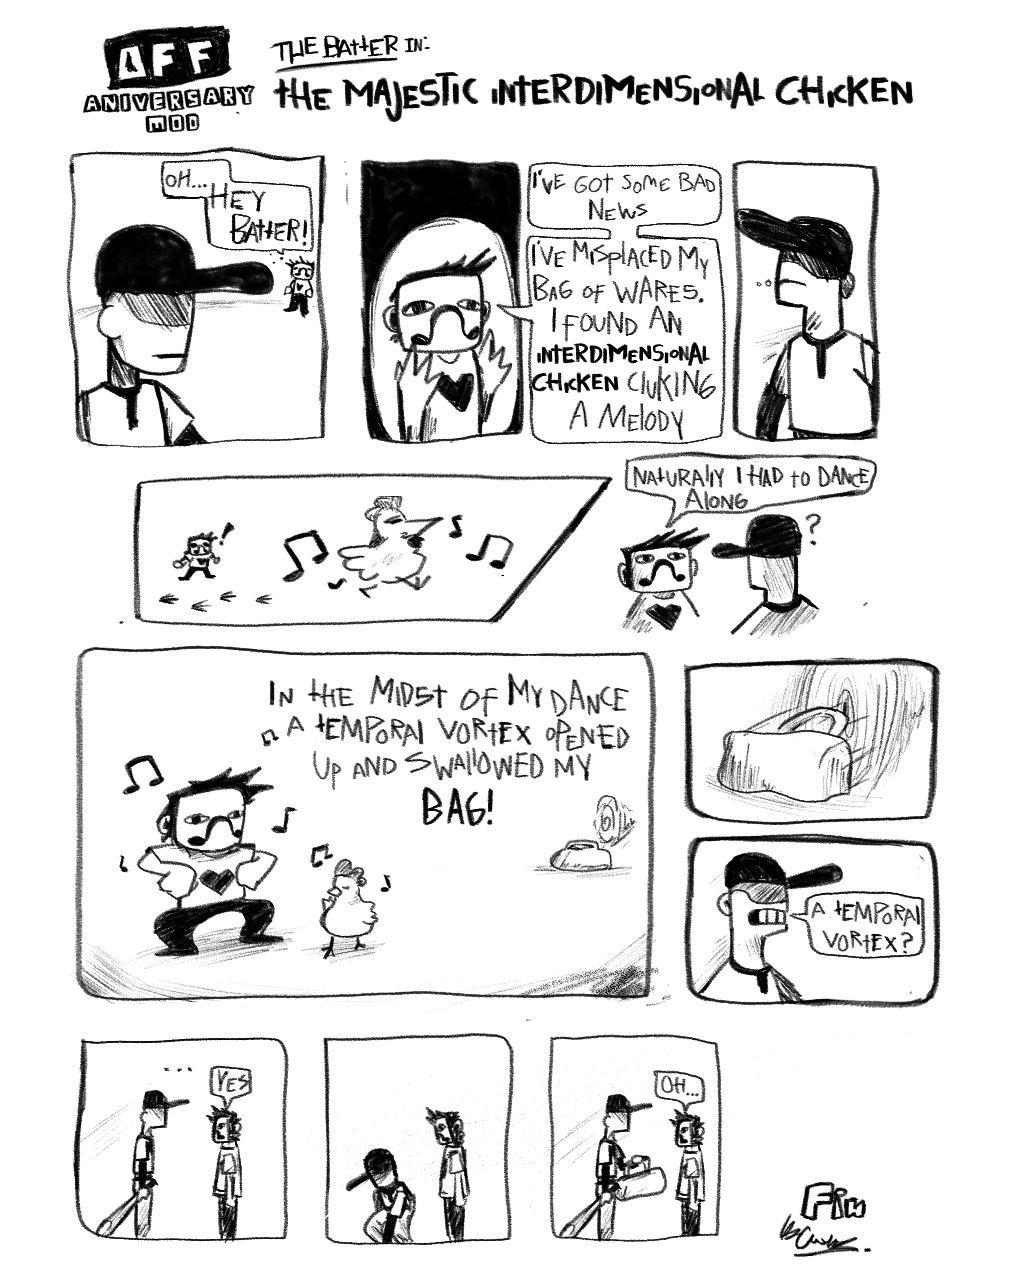 OFF
ANIVERSARY
MOD
THE BATTER IN:
THE MAJESTIC INTERDIMENSIONAL CHICKEN
OH...
HEY
BATTER!
I'VE GOT SOME BAD
NEWS
I'VE MISPLACED MY
BAG OF WARES.
I FOUND AN
INTERDIMENSIONAL
CHICKEN CLUKING
A MELODY
...
!
NATURALLY I HAD TO DANCE
ALONG
?
IN THE MIDST OF MY DANCE
A TEMPORAL VORTEX OPENED
UP AND SWALLOWED MY
BAG!
A TEMPORAL
VORTEX?
...
YES
OH...
FIN